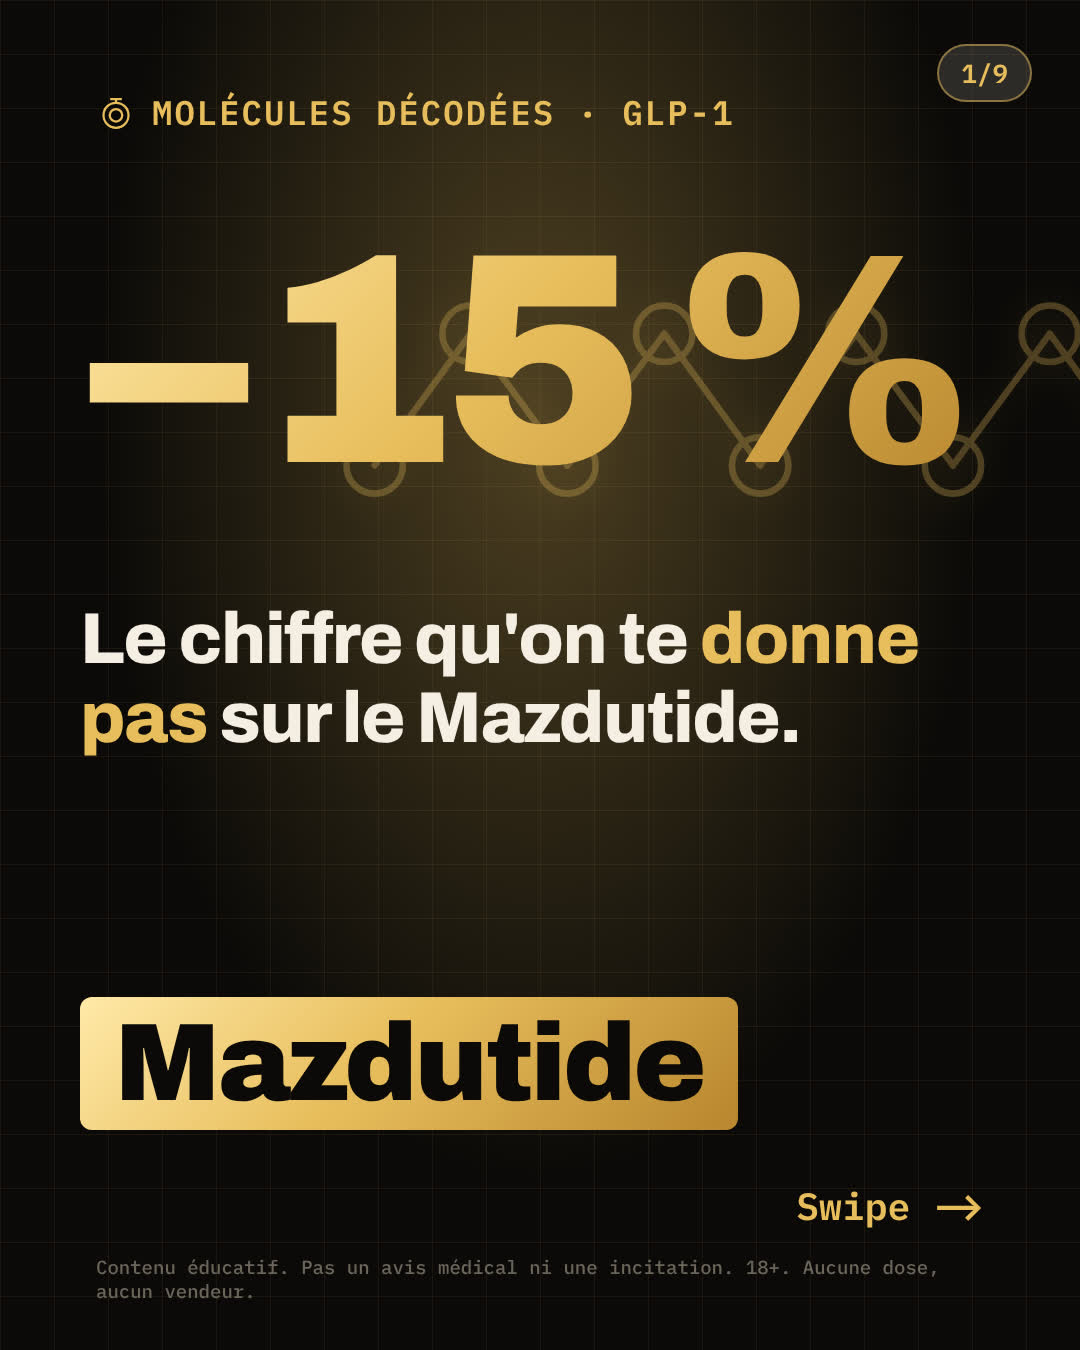 1/9
MOLÉCULES DÉCODÉES · GLP-1
–15%
Le chiffre qu'on te donne
pas sur le Mazdutide.
Mazdutide
Swipe →
Contenu éducatif. Pas un avis médical ni une incitation. 18+. Aucune dose,
aucun vendeur.